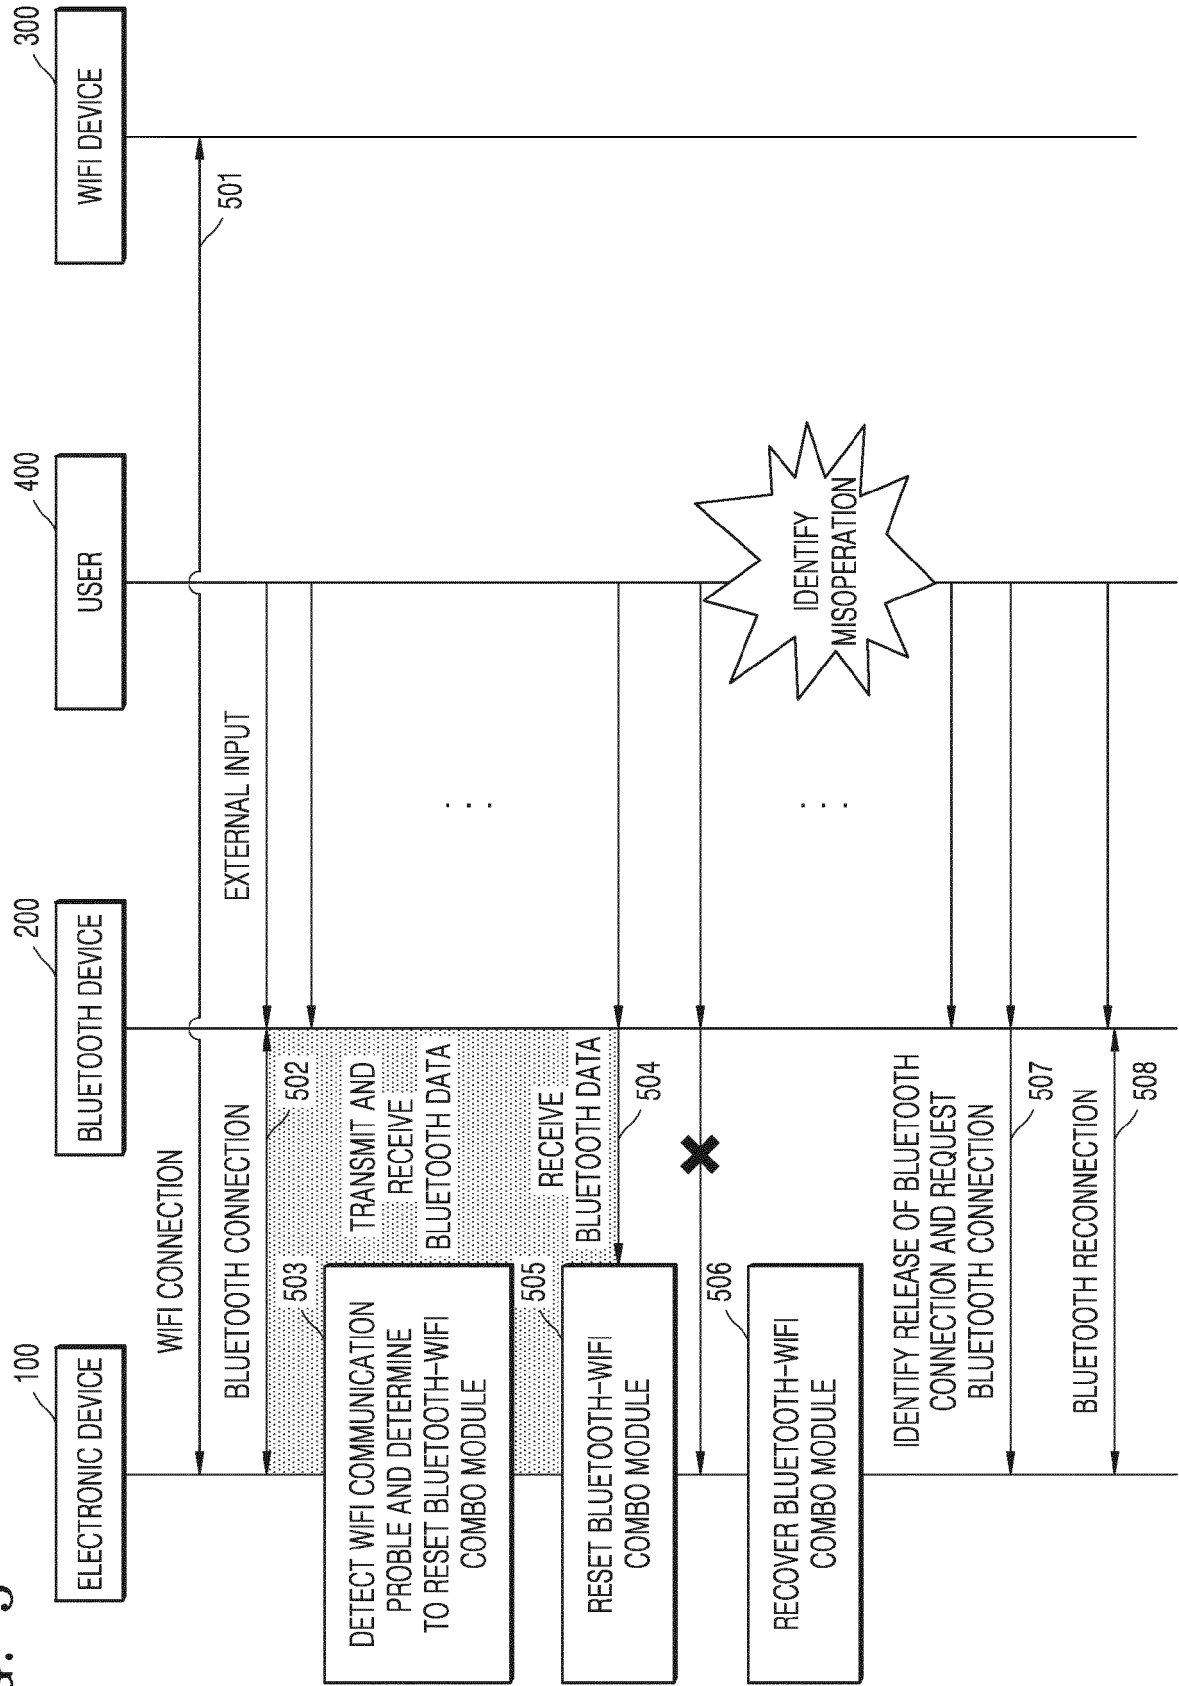 G. 5
100
200
400
300
ELECTRONIC DEVICE
BLUETOOTH DEVICE
USER
WIFI DEVICE
WIFI CONNECTION
501
BLUETOOTH CONNECTION
EXTERNAL INPUT
502
503
DETECT WIFI COMMUNICATION
PROBLE AND DETERMINE
TO RESET BLUETOOTH-WIFI
COMBO MODULE
TRANSMIT AND
RECEIVE
BLUETOOTH DATA
. . .
505
RECEIVE
BLUETOOTH DATA
504
RESET BLUETOOTH-WIFI
COMBO MODULE
506
RECOVER BLUETOOTH-WIFI
COMBO MODULE
IDENTIFY
MISOPERATION
. . .
IDENTIFY RELEASE OF BLUETOOTH
CONNECTION AND REQUEST
BLUETOOTH CONNECTION
507
BLUETOOTH RECONNECTION
508